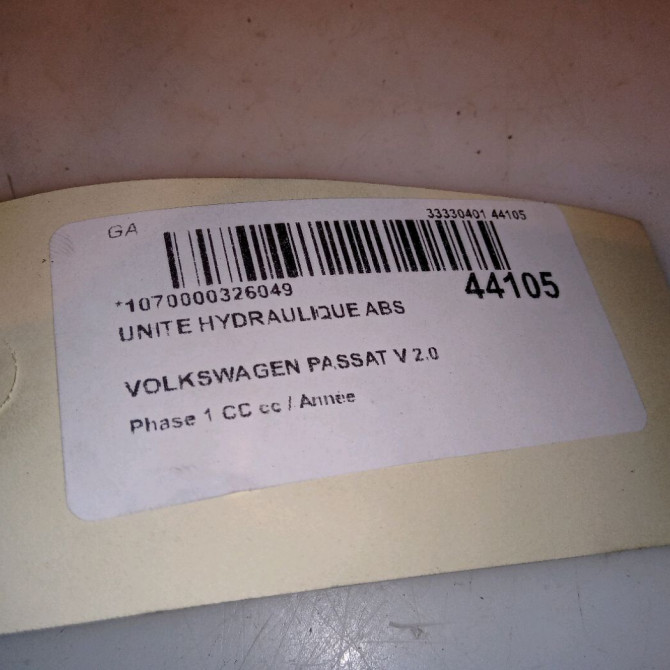 GA
33330401 44105
*1070000326049
44105
UNITE HYDRAULIQUE ABS
VOLKSWAGEN PASSAT V 2.0
Phase 1 CC cc / Année